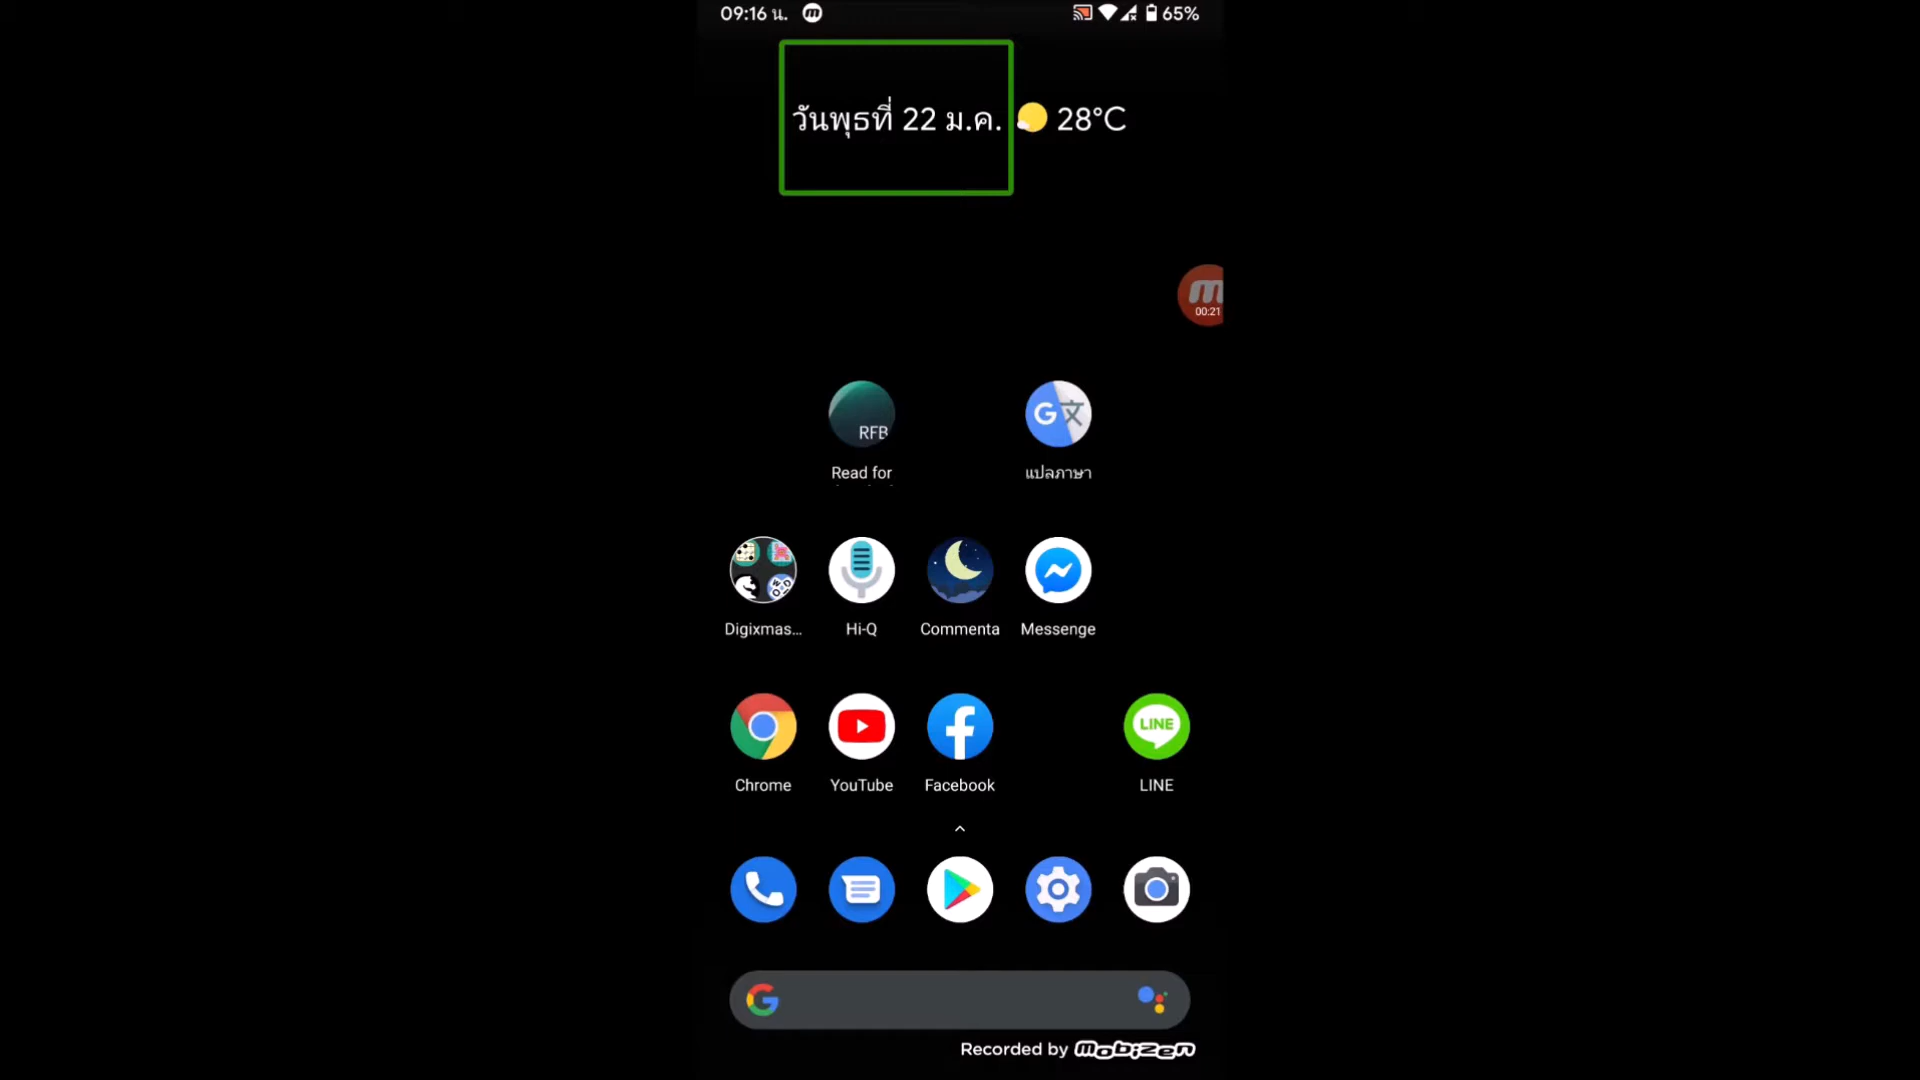 09:16 น. 65%
วันพุธที่ 22 ม.ค. 28°C
00:21
RFB
Read for แปลภาษา
Digixmas... Hi-Q Commenta Messenge
LINE
Chrome YouTube Facebook LINE
Recorded by mobizen